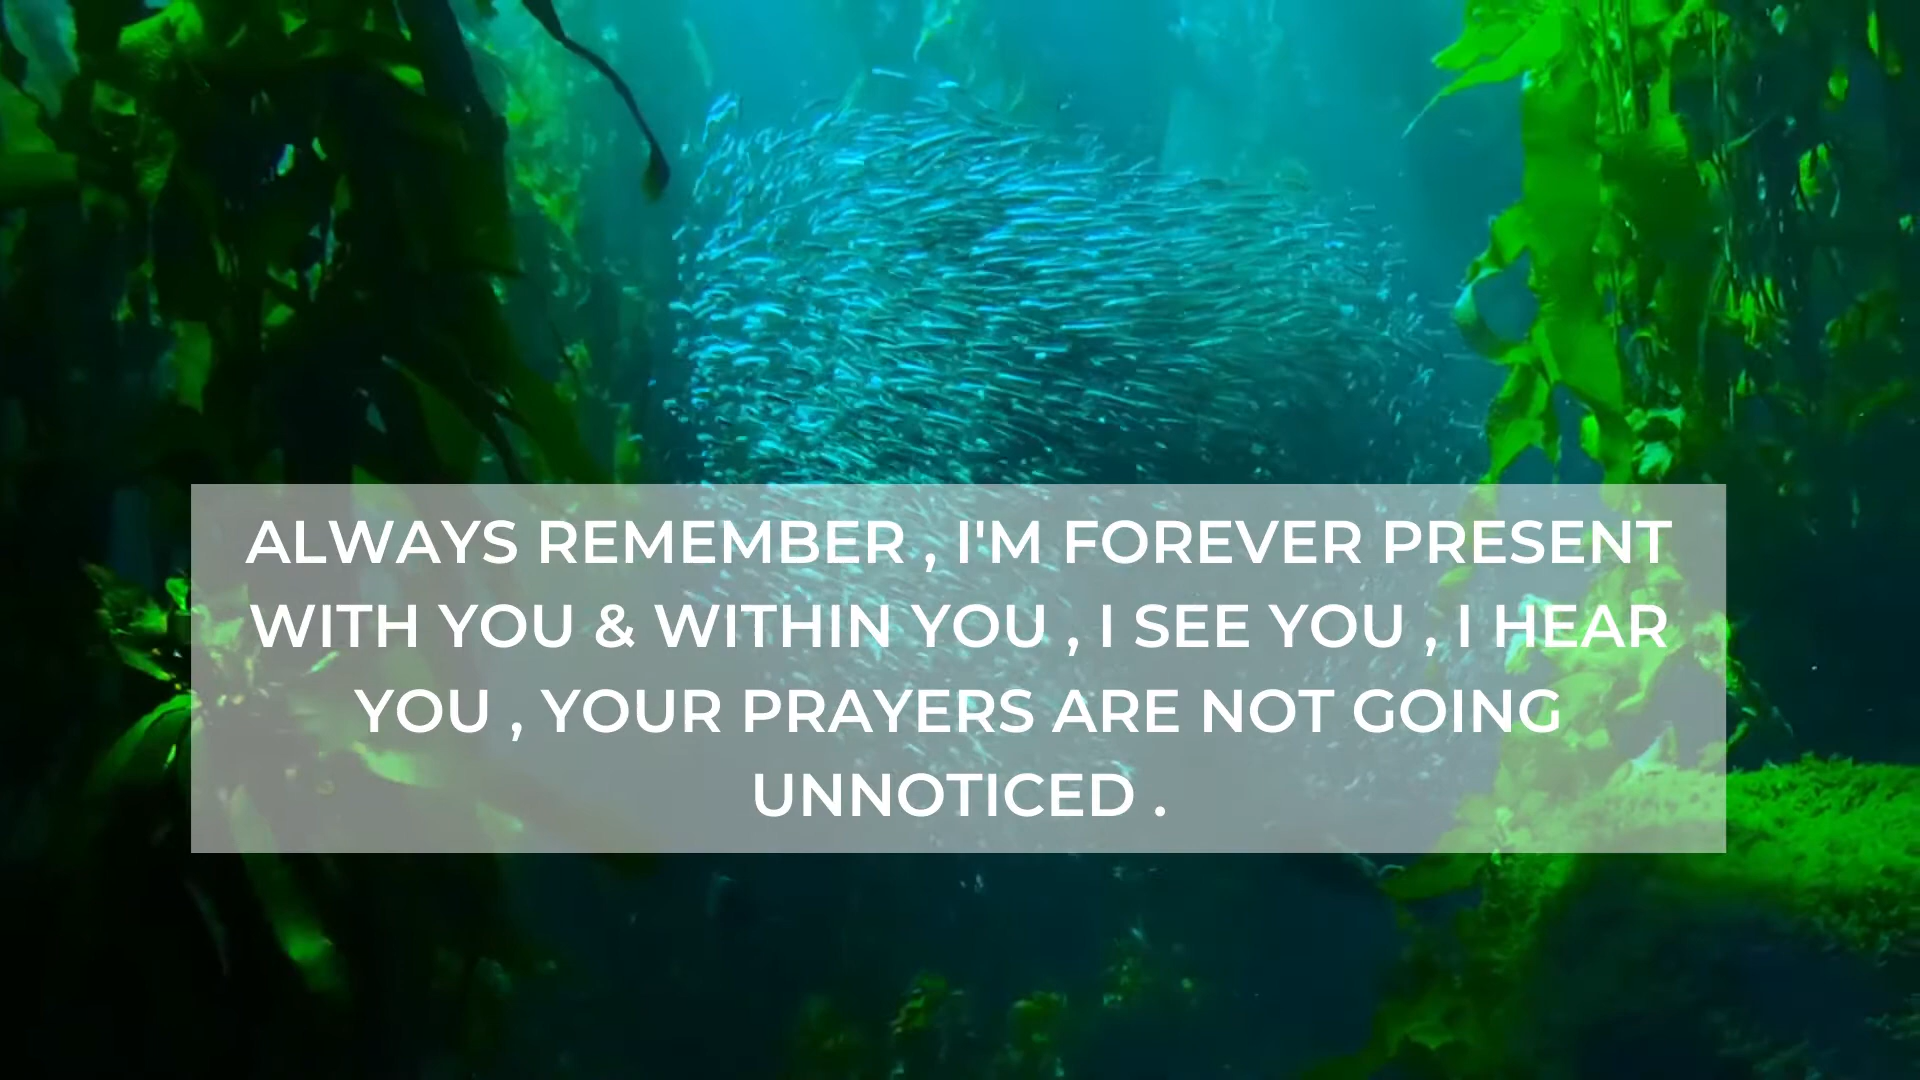 ALWAYS REMEMBER , I'M FOREVER PRESENT
WITH YOU & WITHIN YOU , I SEE YOU , I HEAR
YOU , YOUR PRAYERS ARE NOT GOING
UNNOTICED .